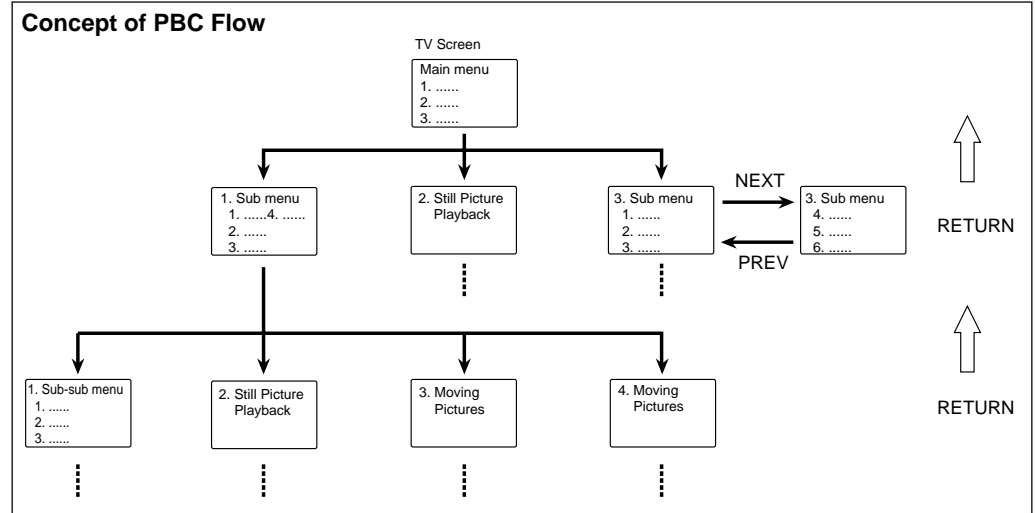 Concept of PBC Flow
TV Screen
Main menu
1. ......
2. ......
3. ......
1. Sub menu
1. ......4. ......
2. ......
3. ......
2. Still Picture
Playback
3. Sub menu
1. ......
2. ......
3. ......
NEXT
PREV
3. Sub menu
4. ......
5. ......
6. ......
RETURN
1. Sub-sub menu
1. ......
2. ......
3. ......
2. Still Picture
Playback
3. Moving
Pictures
4. Moving
Pictures
RETURN